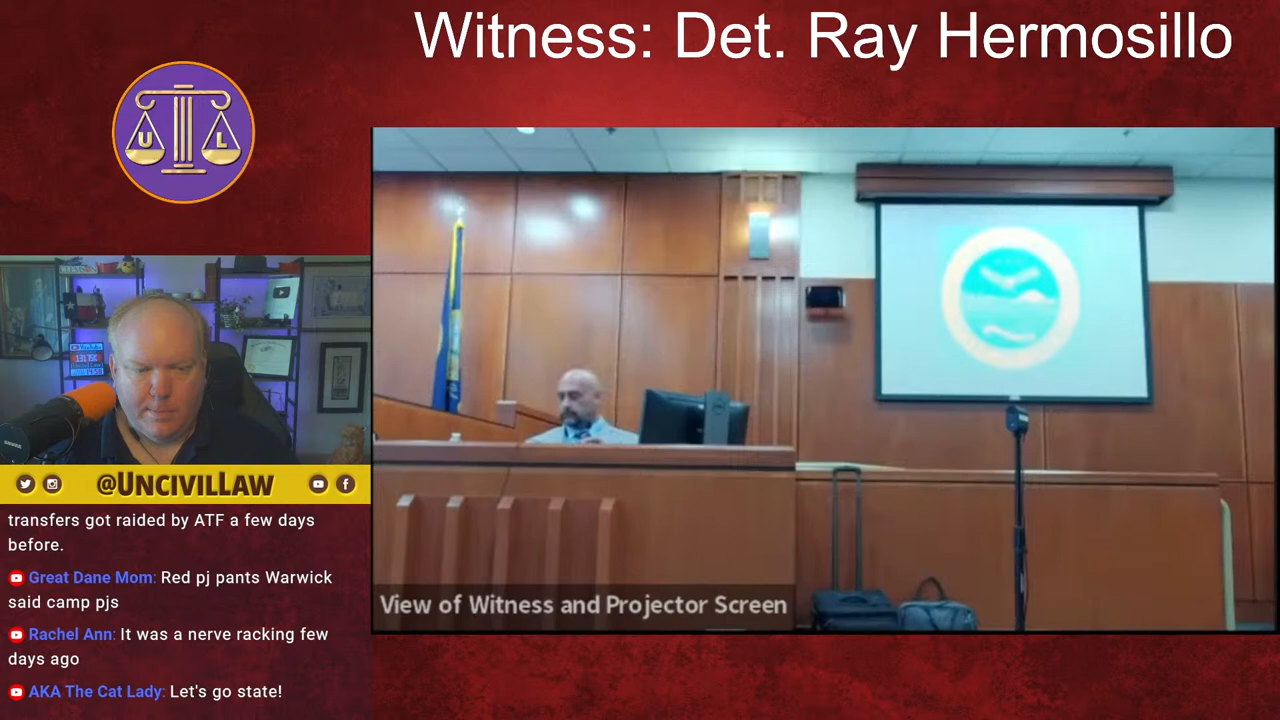 Witness: Det. Ray Hermosillo
U L
@UNCIVILLAW
transfers got raided by ATF a few days
before.
Great Dane Mom: Red pj pants Warwick
said camp pjs
Rachel Ann: It was a nerve racking few
days ago
AKA The Cat Lady: Let's go state!
View of Witness and Projector Screen